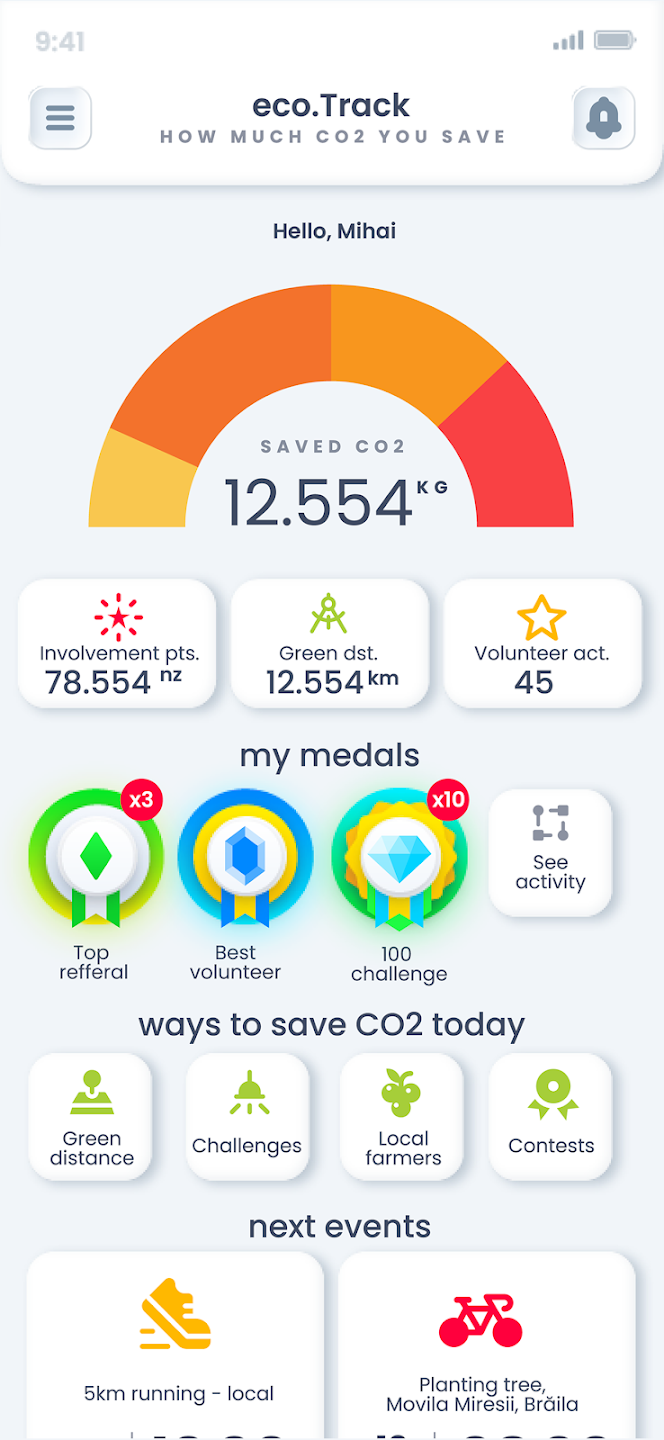 9:41
eco.Track
HOW MUCH CO2 YOU SAVE
Hello, Mihai
SAVED CO2
12.554 KG
Involvement pts.
78.554 nz
Green dst.
12.554 km
Volunteer act.
45
my medals
x3
x10
Top
refferal
Best
volunteer
100
challenge
See
activity
ways to save CO2 today
Green
distance
Challenges
Local
farmers
Contests
next events
5km running - local
Planting tree,
Movila Miresii, Brăila